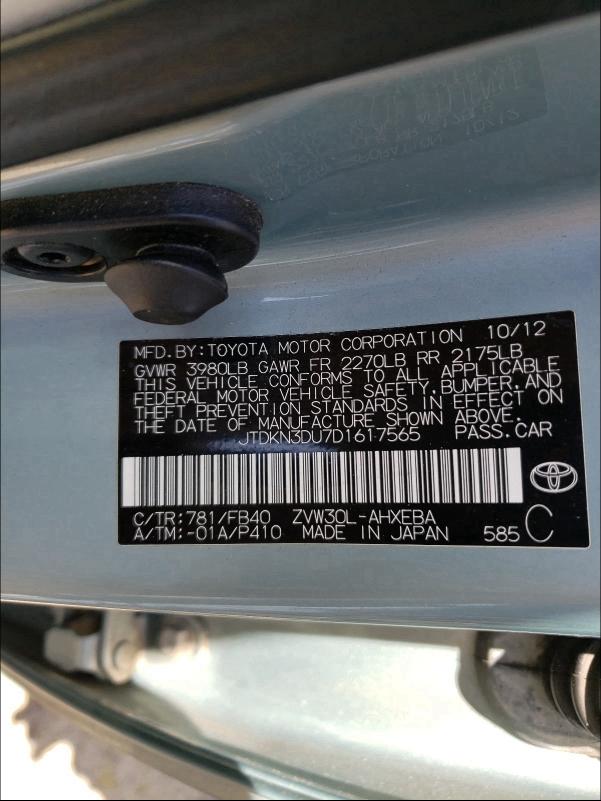 MFD.BY:TOYOTA MOTOR CORPORATION 10/12
GVWR 3980LB GAWR FR 2270LB RR 2175LB
THIS VEHICLE CONFORMS TO ALL APPLICABLE
FEDERAL MOTOR VEHICLE SAFETY, BUMPER, AND
THEFT PREVENTION STANDARDS IN EFFECT ON
THE DATE OF MANUFACTURE SHOWN ABOVE.
JTDKN3DU7D1617565 PASS.CAR
C/TR:781/FB40 ZVW30L-AHXEBA
A/TM:-01A/P410 MADE IN JAPAN 585 C